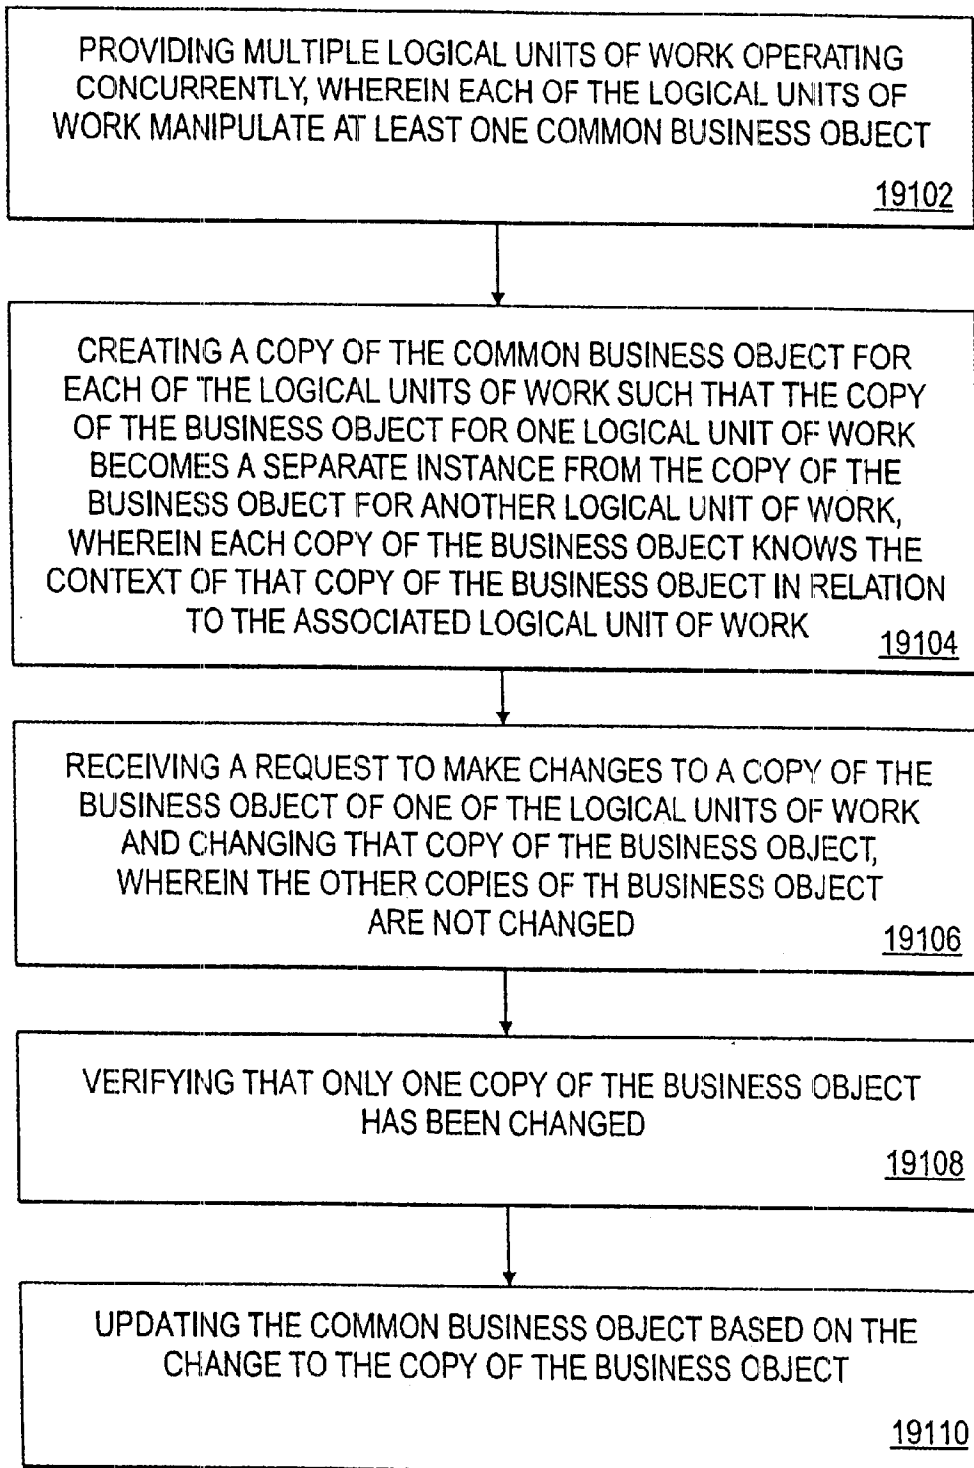 PROVIDING MULTIPLE LOGICAL UNITS OF WORK OPERATING
CONCURRENTLY, WHEREIN EACH OF THE LOGICAL UNITS OF
WORK MANIPULATE AT LEAST ONE COMMON BUSINESS OBJECT
19102
CREATING A COPY OF THE COMMON BUSINESS OBJECT FOR
EACH OF THE LOGICAL UNITS OF WORK SUCH THAT THE COPY
OF THE BUSINESS OBJECT FOR ONE LOGICAL UNIT OF WORK
BECOMES A SEPARATE INSTANCE FROM THE COPY OF THE
BUSINESS OBJECT FOR ANOTHER LOGICAL UNIT OF WORK,
WHEREIN EACH COPY OF THE BUSINESS OBJECT KNOWS THE
CONTEXT OF THAT COPY OF THE BUSINESS OBJECT IN RELATION
TO THE ASSOCIATED LOGICAL UNIT OF WORK
19104
RECEIVING A REQUEST TO MAKE CHANGES TO A COPY OF THE
BUSINESS OBJECT OF ONE OF THE LOGICAL UNITS OF WORK
AND CHANGING THAT COPY OF THE BUSINESS OBJECT,
WHEREIN THE OTHER COPIES OF TH BUSINESS OBJECT
ARE NOT CHANGED
19106
VERIFYING THAT ONLY ONE COPY OF THE BUSINESS OBJECT
HAS BEEN CHANGED
19108
UPDATING THE COMMON BUSINESS OBJECT BASED ON THE
CHANGE TO THE COPY OF THE BUSINESS OBJECT
19110